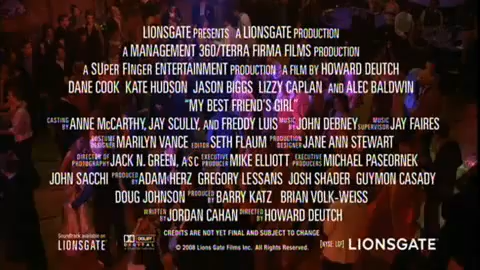 LIONSGATE PRESENTS A LIONSGATE PRODUCTION
A MANAGEMENT 360/TERRA FIRMA FILMS PRODUCTION
A SUPER FINGER ENTERTAINMENT PRODUCTION A FILM BY HOWARD DEUTCH
DANE COOK KATE HUDSON JASON BIGGS LIZZY CAPLAN AND ALEC BALDWIN
"MY BEST FRIEND'S GIRL"
CASTING BY ANNE McCARTHY, JAY SCULLY, AND FREDDY LUIS MUSIC BY JOHN DEBNEY MUSIC SUPERVISOR JAY FAIRES
COSTUME DESIGNER MARILYN VANCE EDITOR SETH FLAUM PRODUCTION DESIGNER JANE ANN STEWART
DIRECTOR OF PHOTOGRAPHY JACK N. GREEN, ASC EXECUTIVE PRODUCER MIKE ELLIOTT EXECUTIVE PRODUCERS MICHAEL PASEORNEK
JOHN SACCHI PRODUCED BY ADAM HERZ GREGORY LESSANS JOSH SHADER GUYMON CASADY
DOUG JOHNSON PRODUCED BY BARRY KATZ BRIAN VOLK-WEISS
WRITTEN BY JORDAN CAHAN DIRECTED BY HOWARD DEUTCH
CREDITS ARE NOT YET FINAL AND SUBJECT TO CHANGE
Soundtrack available on
LIONSGATE DOLBY DIGITAL © 2008 Lions Gate Films Inc. All Rights Reserved. [NYSE: LGF] LIONSGATE